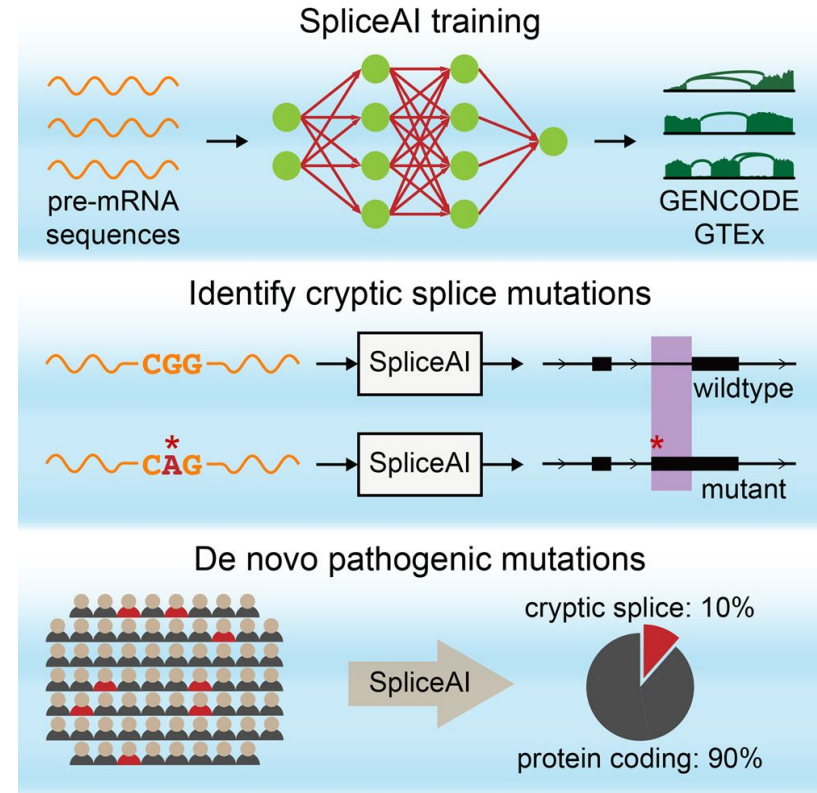 SpliceAI training
pre-mRNA
sequences
GENCODE
GTEx
Identify cryptic splice mutations
CGG
SpliceAI
wildtype
*
CAG
SpliceAI
*
mutant
De novo pathogenic mutations
SpliceAI
cryptic splice: 10%
protein coding: 90%